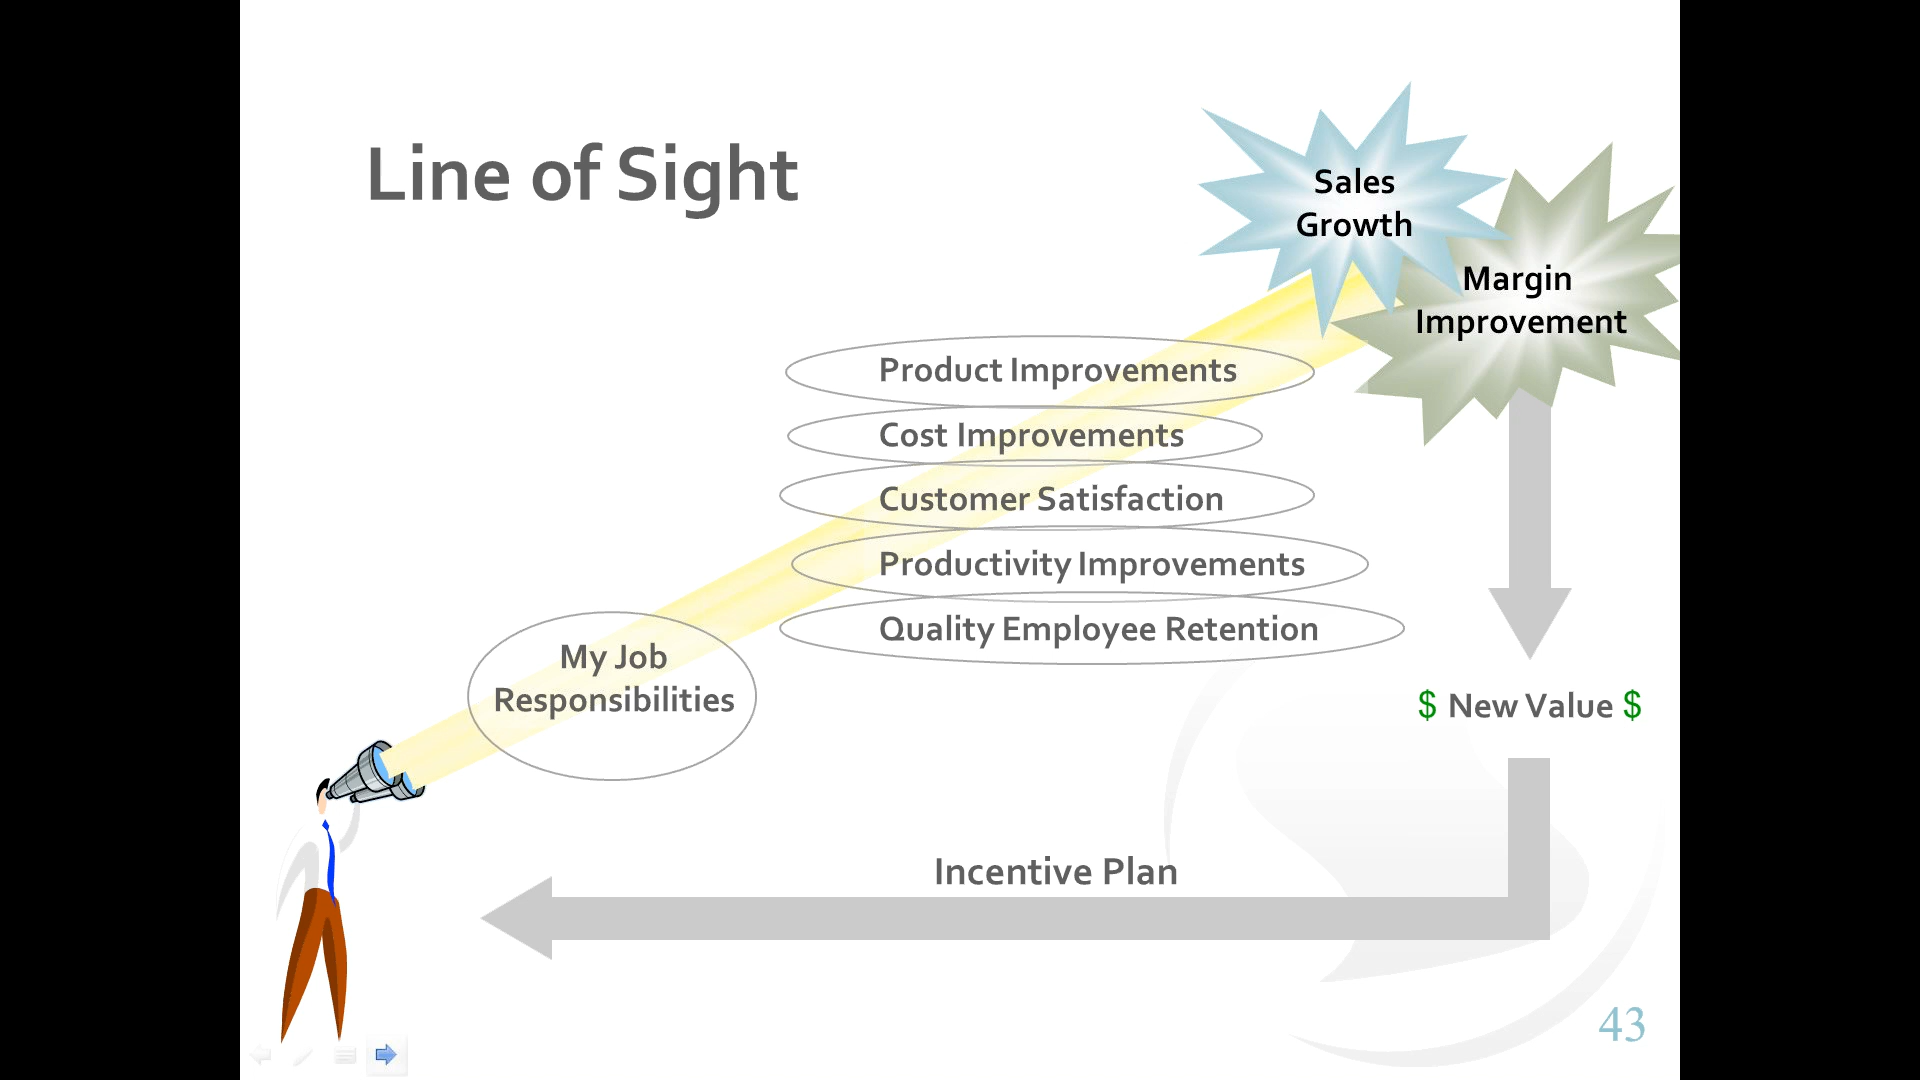 Line of Sight
Sales
Growth
Margin
Improvement
Product Improvements
Cost Improvements
Customer Satisfaction
Productivity Improvements
Quality Employee Retention
My Job
Responsibilities
$ New Value $
Incentive Plan
43